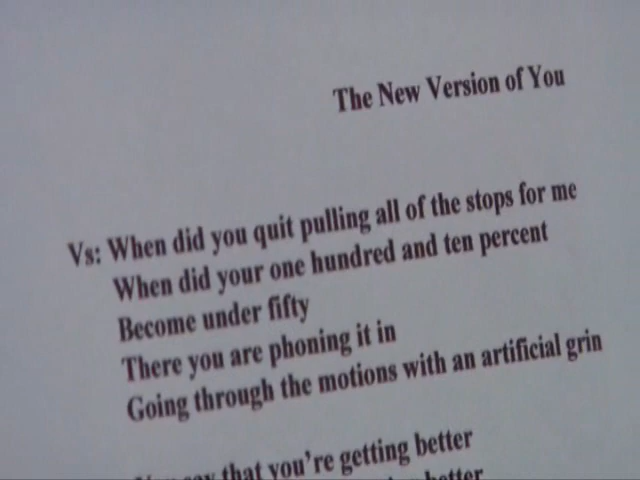 The New Version of You
Vs: When did you quit pulling all of the stops for me
When did your one hundred and ten percent
Become under fifty
There you are phoning it in
Going through the motions with an artificial grin
say that you're getting better
better